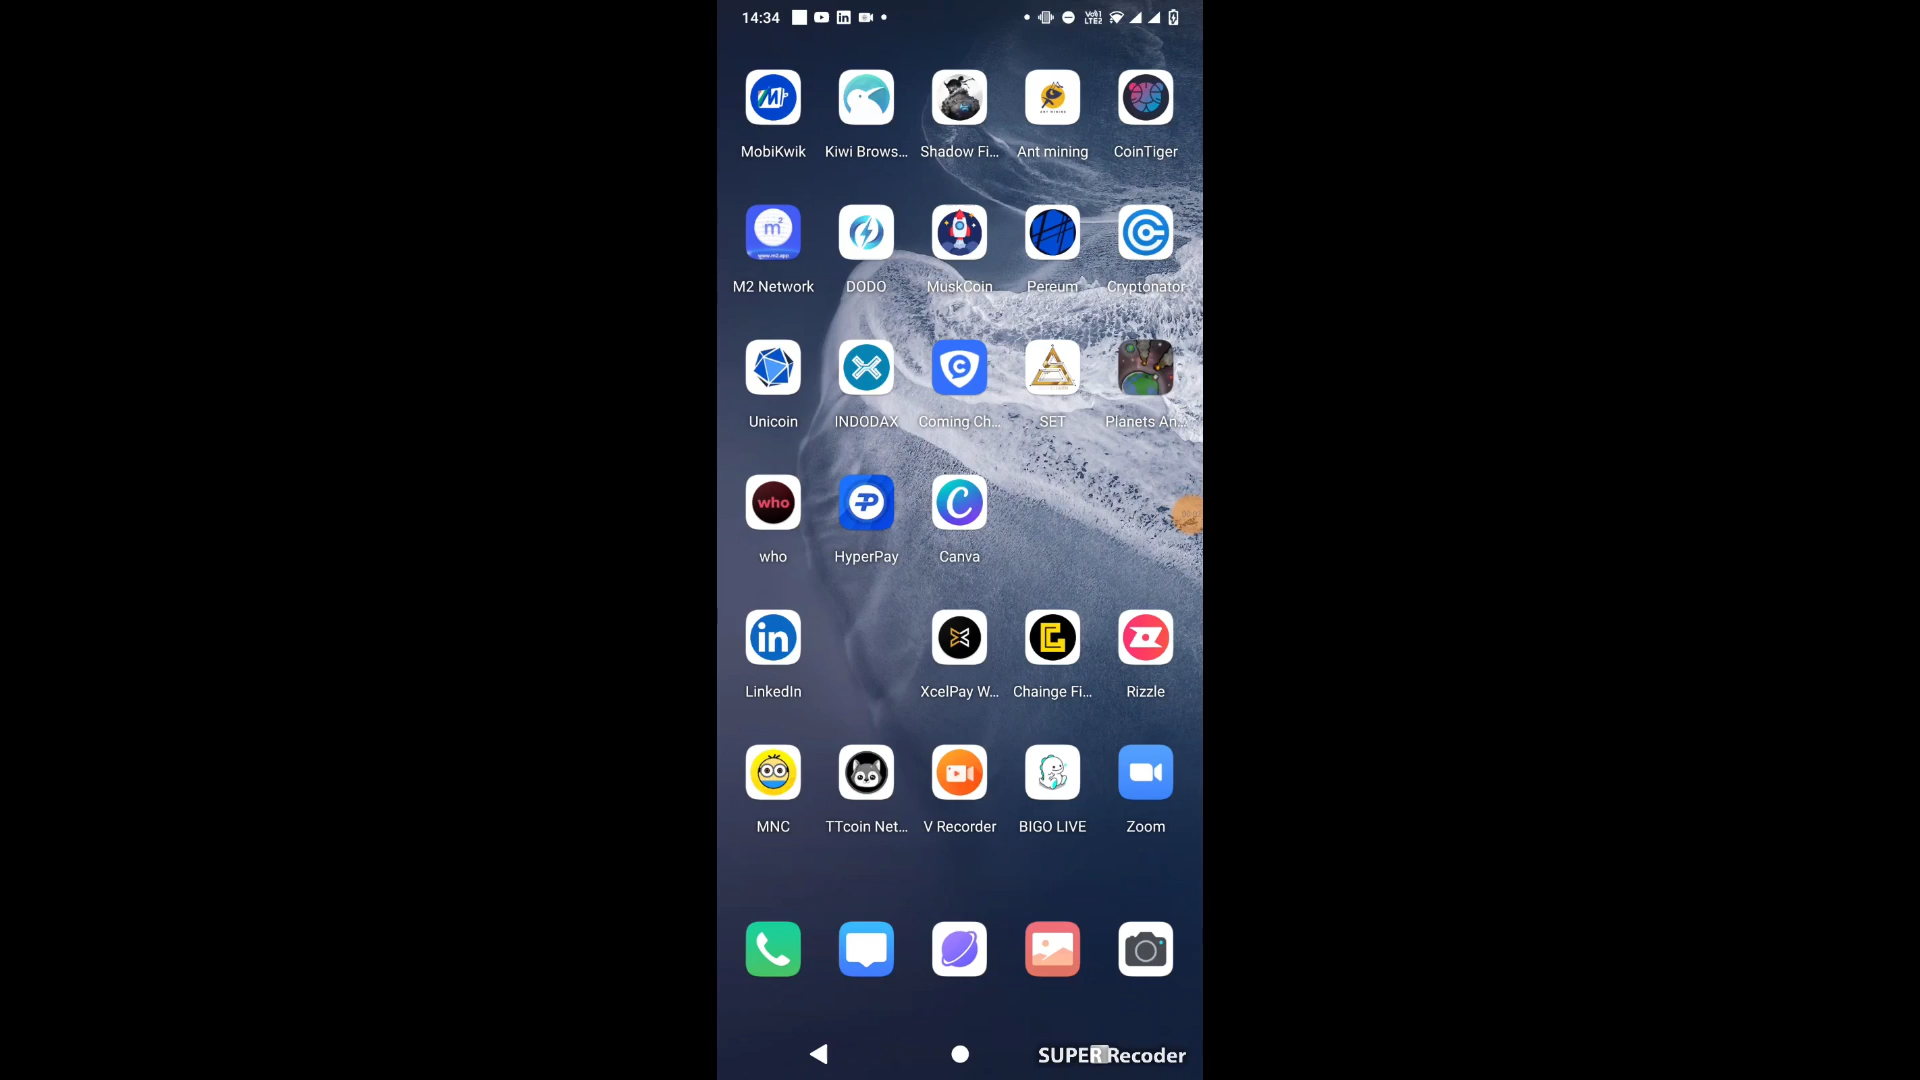 14:34
MobiKwik Kiwi Brows... Shadow Fi... Ant mining CoinTiger
M2 Network DODO MuskCoin Pereum Cryptonator
Unicoin INDODAX Coming Ch... SET Planets An...
who
who HyperPay Canva
LinkedIn XcelPay W... Chainge Fi... Rizzle
MNC TTcoin Net... V Recorder BIGO LIVE Zoom
SUPER Recoder